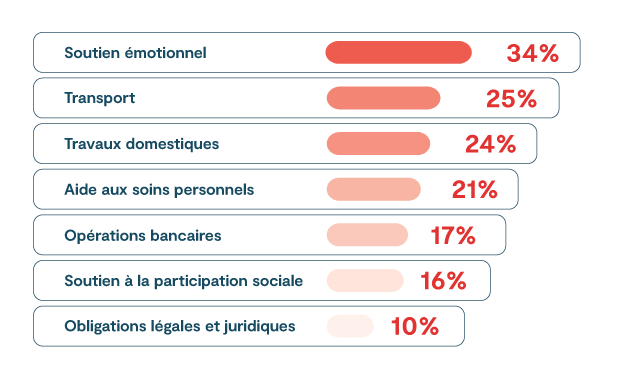 Soutien émotionnel 34%
Transport 25%
Travaux domestiques 24%
Aide aux soins personnels 21%
Opérations bancaires 17%
Soutien à la participation sociale 16%
Obligations légales et juridiques 10%